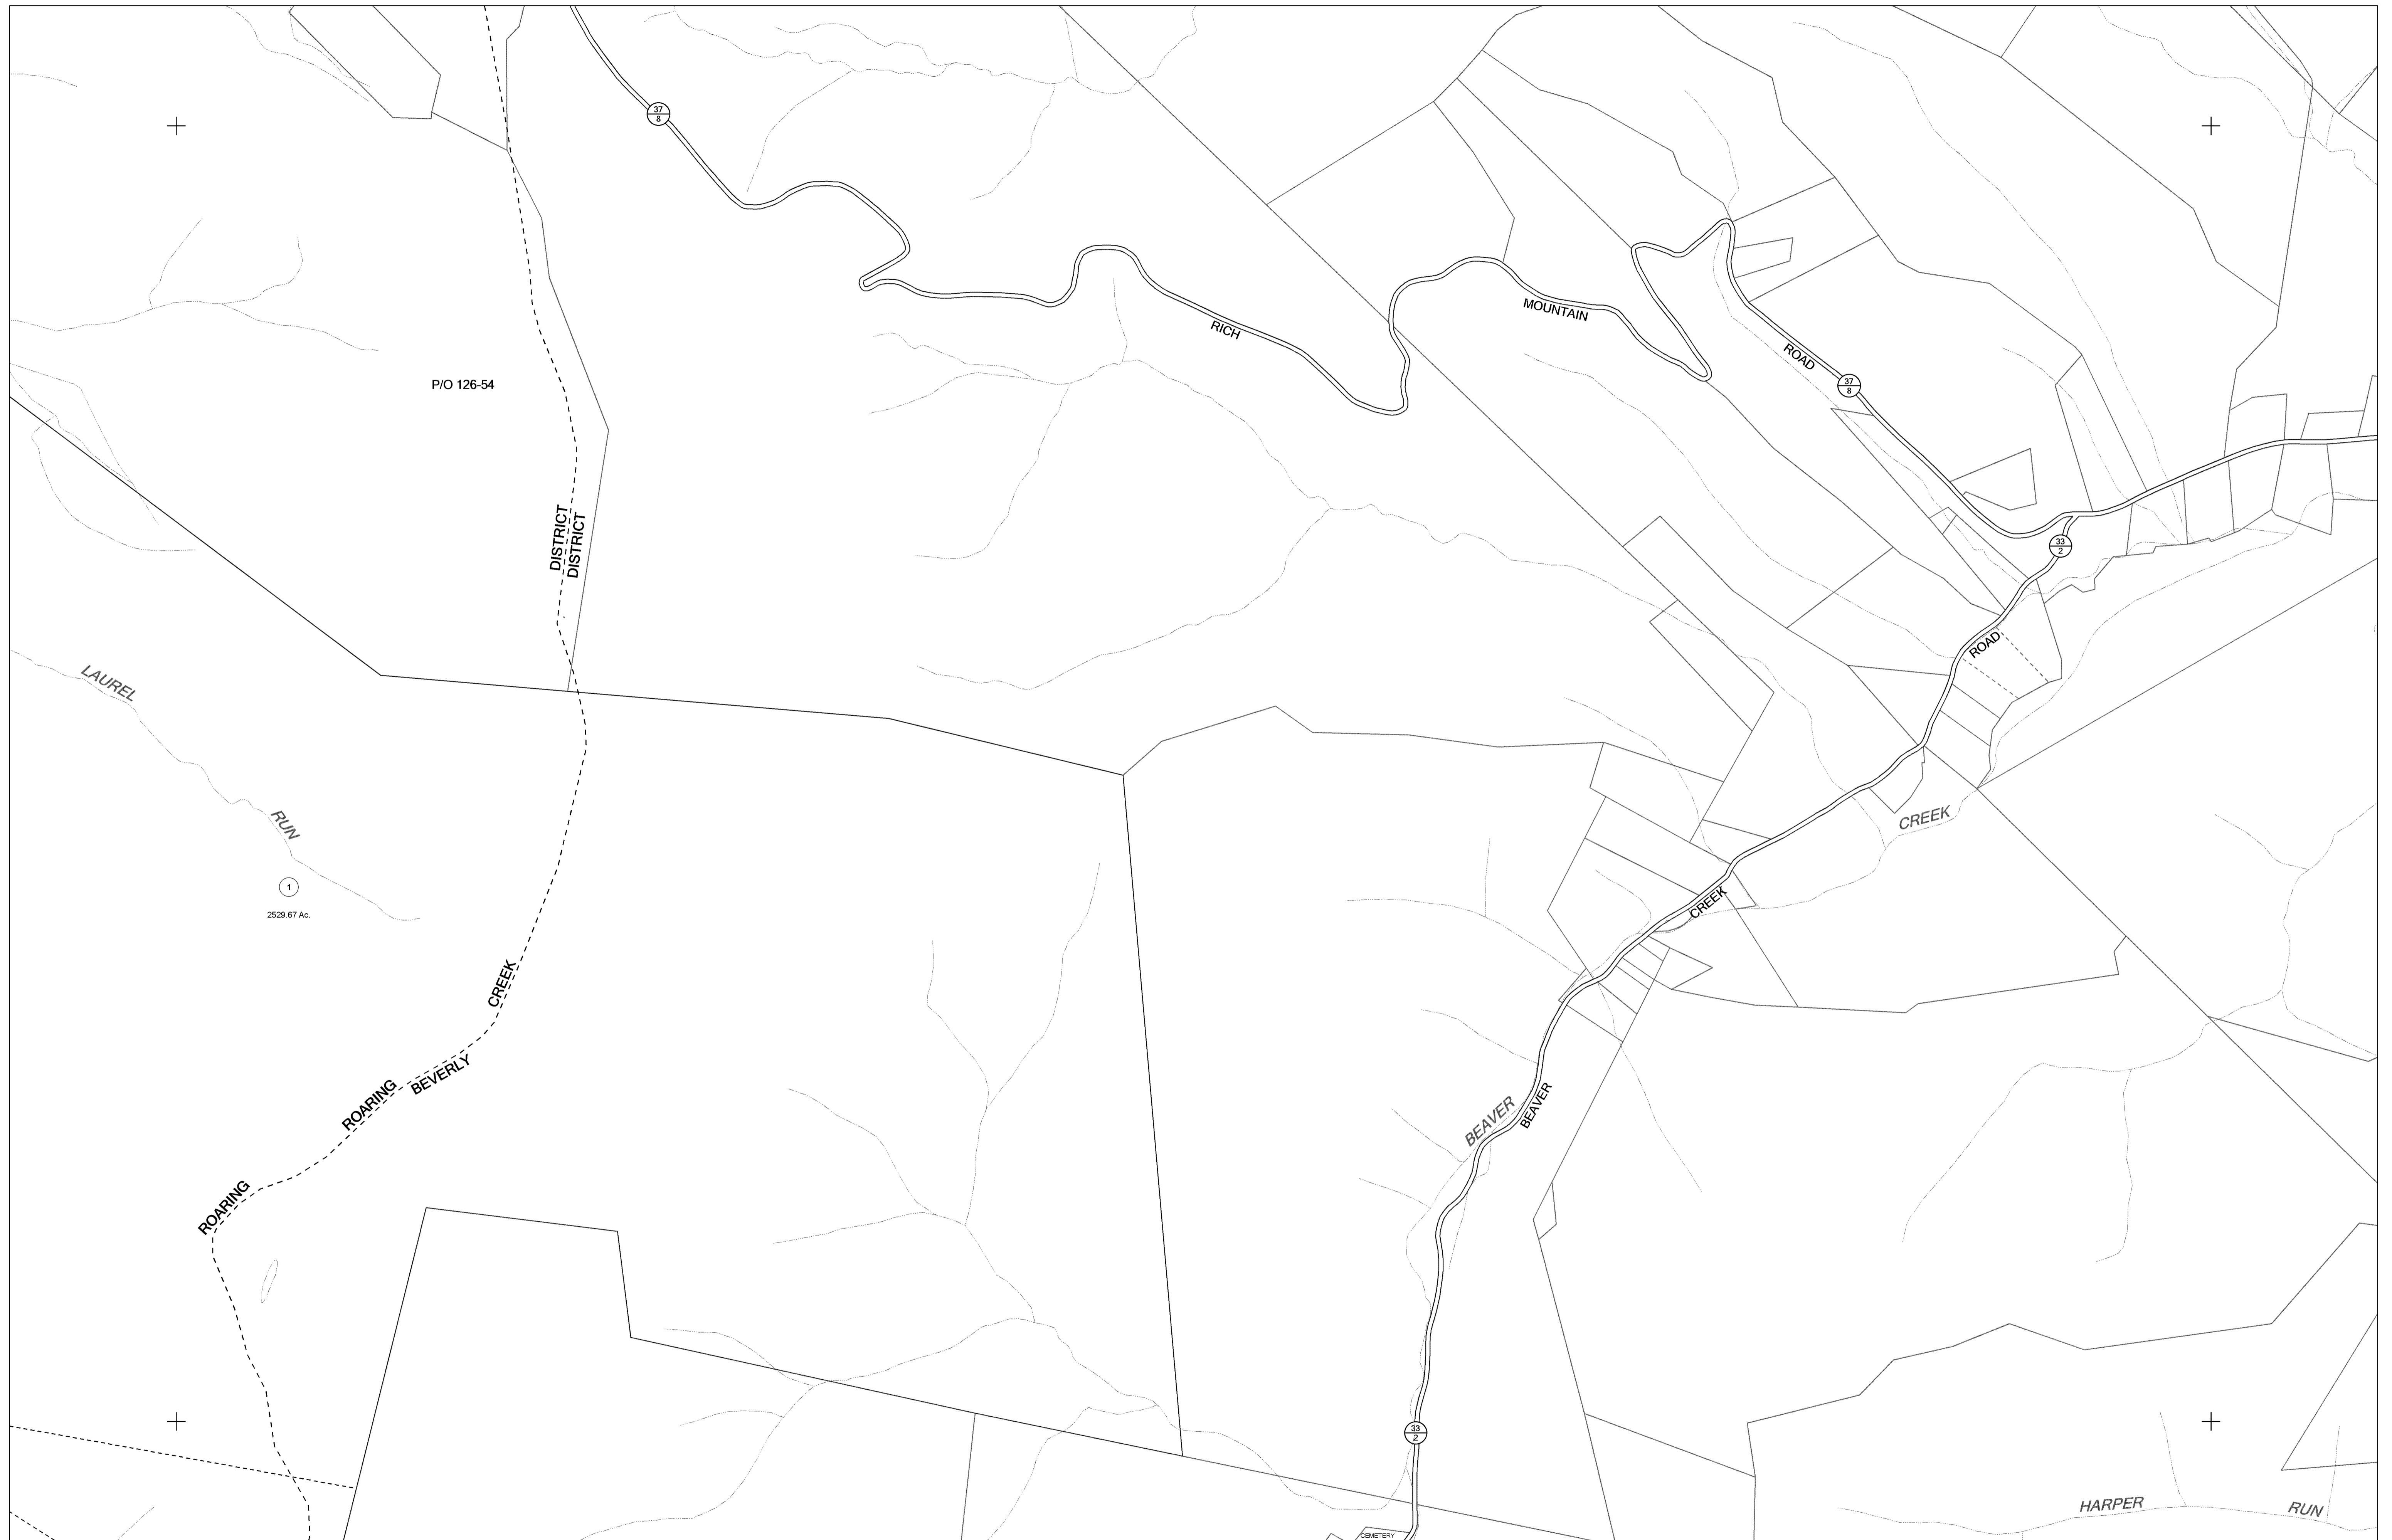 37
8
RICH
MOUNTAIN
ROAD
37
8
P/O 126-54
DISTRICT
DISTRICT
33
2
ROAD
LAUREL
RUN
CREEK
1
2529.67 Ac.
CREEK
CREEK
ROARING
BEVERLY
BEAVER
BEAVER
ROARING
33
2
HARPER
RUN
CEMETERY